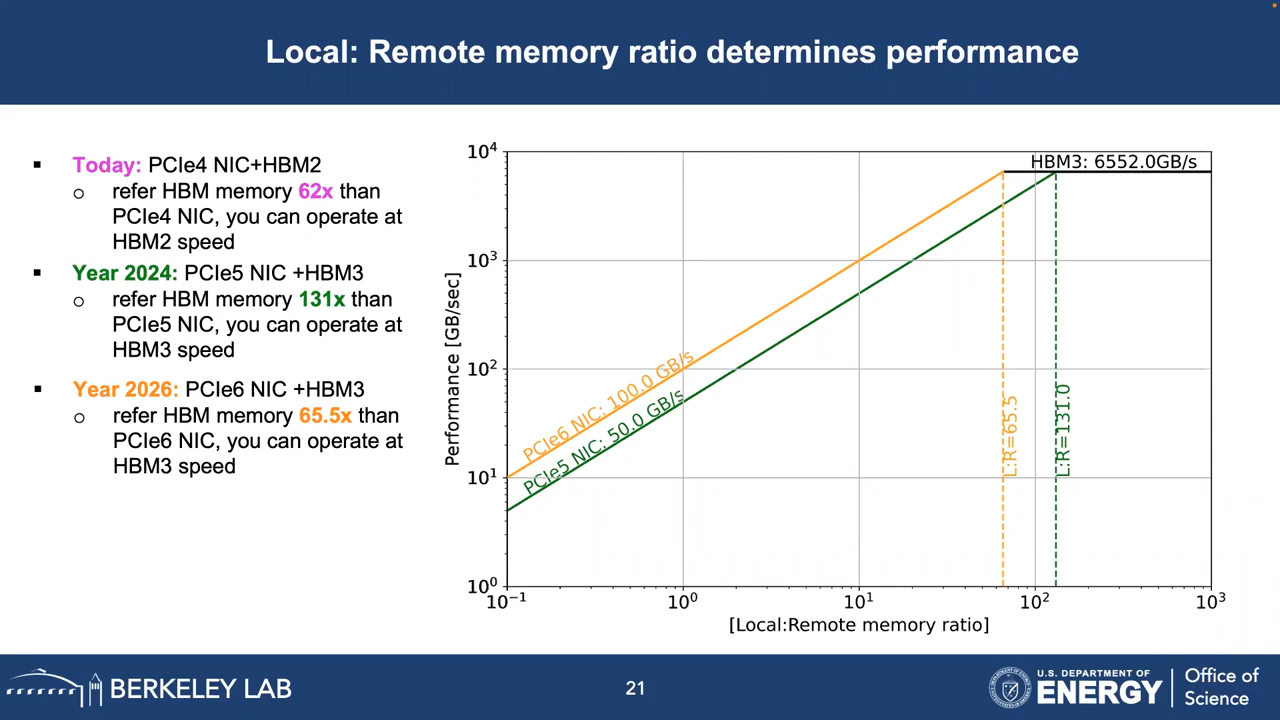 Local: Remote memory ratio determines performance
▪ Today: PCIe4 NIC+HBM2
o refer HBM memory 62x than
PCIe4 NIC, you can operate at
HBM2 speed
▪ Year 2024: PCIe5 NIC +HBM3
o refer HBM memory 131x than
PCIe5 NIC, you can operate at
HBM3 speed
▪ Year 2026: PCIe6 NIC +HBM3
o refer HBM memory 65.5x than
PCIe6 NIC, you can operate at
HBM3 speed
Performance [GB/sec]
10⁴
10³
10²
10¹
10⁰
HBM3: 6552.0GB/s
PCIe6 NIC: 100.0 GB/s
PCIe5 NIC: 50.0 GB/s
L:R=65.5
L:R=131.0
10⁻¹
10⁰
10¹
10²
10³
[Local:Remote memory ratio]
BERKELEY LAB
21
U.S. DEPARTMENT OF
ENERGY
Office of
Science